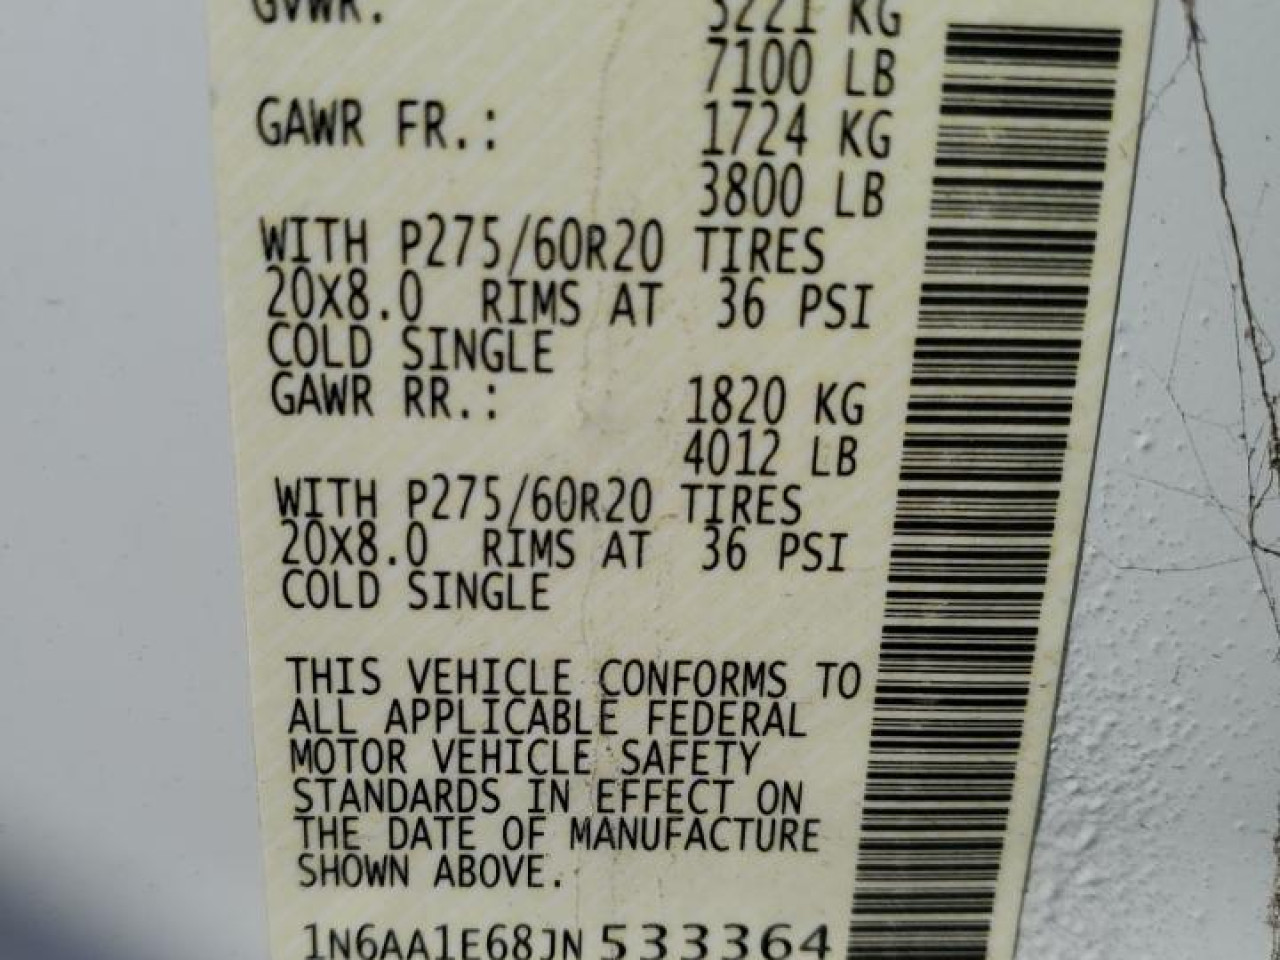 GVWR: 3221 KG
7100 LB
GAWR FR.: 1724 KG
3800 LB
WITH P275/60R20 TIRES
20X8.0 RIMS AT 36 PSI
COLD SINGLE
GAWR RR.: 1820 KG
4012 LB
WITH P275/60R20 TIRES
20X8.0 RIMS AT 36 PSI
COLD SINGLE
THIS VEHICLE CONFORMS TO
ALL APPLICABLE FEDERAL
MOTOR VEHICLE SAFETY
STANDARDS IN EFFECT ON
THE DATE OF MANUFACTURE
SHOWN ABOVE.
1N6AA1E68JN533364